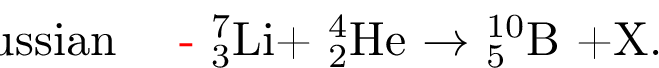 ussian - ⁷₃Li+ ⁴₂He → ¹⁰₅B +X.